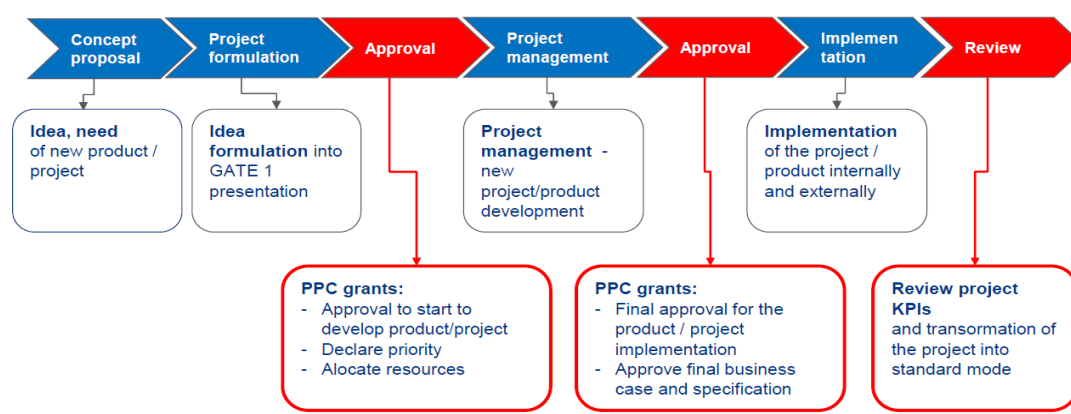 Concept
proposal
Project
formulation
Approval
Project
management
Approval
Implemen
tation
Review
Idea, need
of new product /
project
Idea
formulation into
GATE 1
presentation
Project
management -
new
project/product
development
Implementation
of the project /
product internally
and externally
PPC grants:
- Approval to start to
develop product/project
- Declare priority
- Alocate resources
PPC grants:
- Final approval for the
product / project
implementation
- Approve final business
case and specification
Review project
KPIs
and transormation of
the project into
standard mode